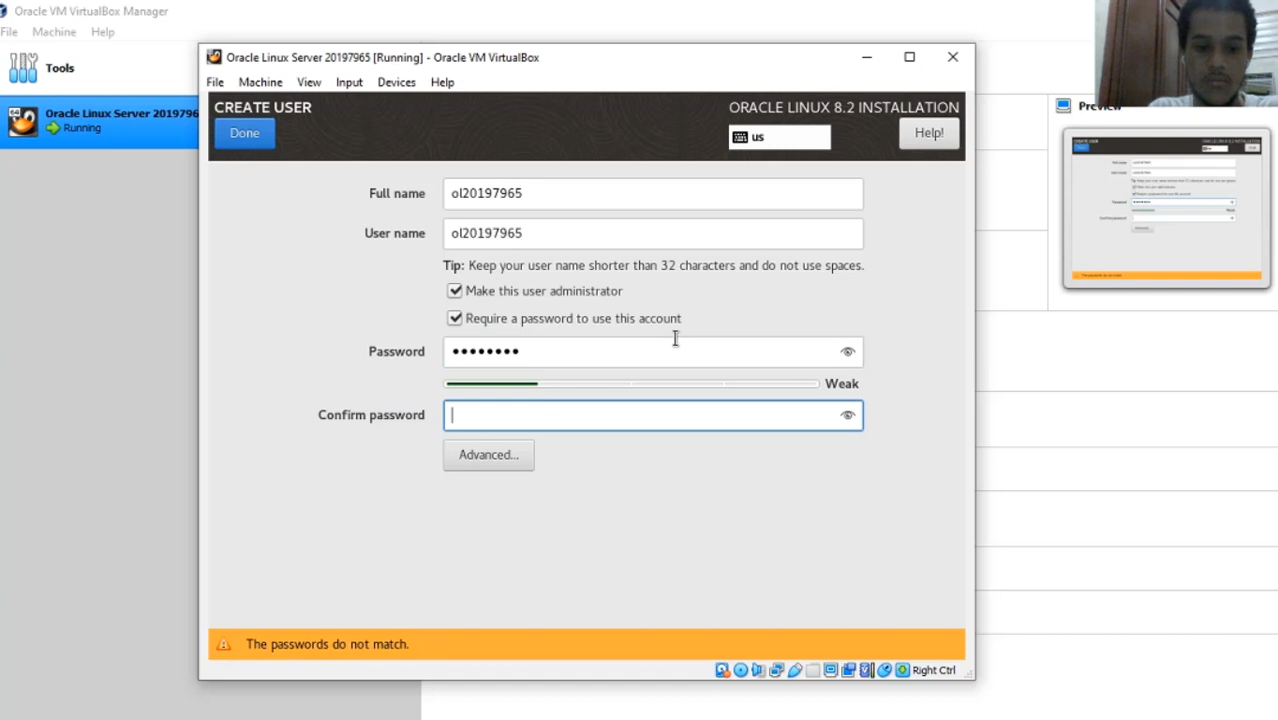 Oracle VM VirtualBox Manager
File Machine Help
Tools
Oracle Linux Server 2019796
Running
Oracle Linux Server 20197965 [Running] - Oracle VM VirtualBox
File Machine View Input Devices Help
CREATE USER
ORACLE LINUX 8.2 INSTALLATION
Done
us
Help!
Full name
ol20197965
User name
ol20197965
Tip: Keep your user name shorter than 32 characters and do not use spaces.
Make this user administrator
Require a password to use this account
Password
••••••••
Weak
Confirm password
Advanced...
The passwords do not match.
Right Ctrl
Preview